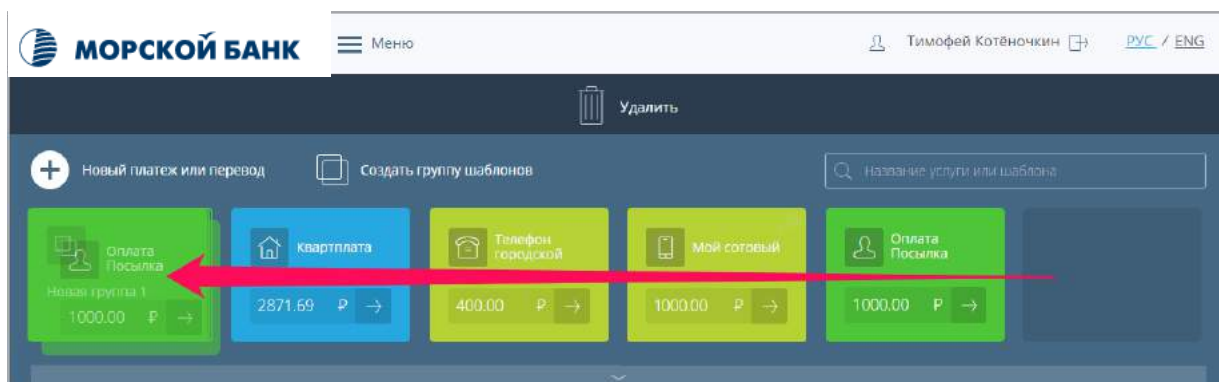 МОРСКОЙ БАНК
Меню
Тимофей Котёночкин
РУС / ENG
Удалить
Новый платеж или перевод
Создать группу шаблонов
Название услуги или шаблона
Оплата
Посылка
Новая группа 1
1000.00 ₽
Квартплата
2871.69 ₽
Телефон
городской
400.00 ₽
Мой сотовый
1000.00 ₽
Оплата
Посылка
1000.00 ₽